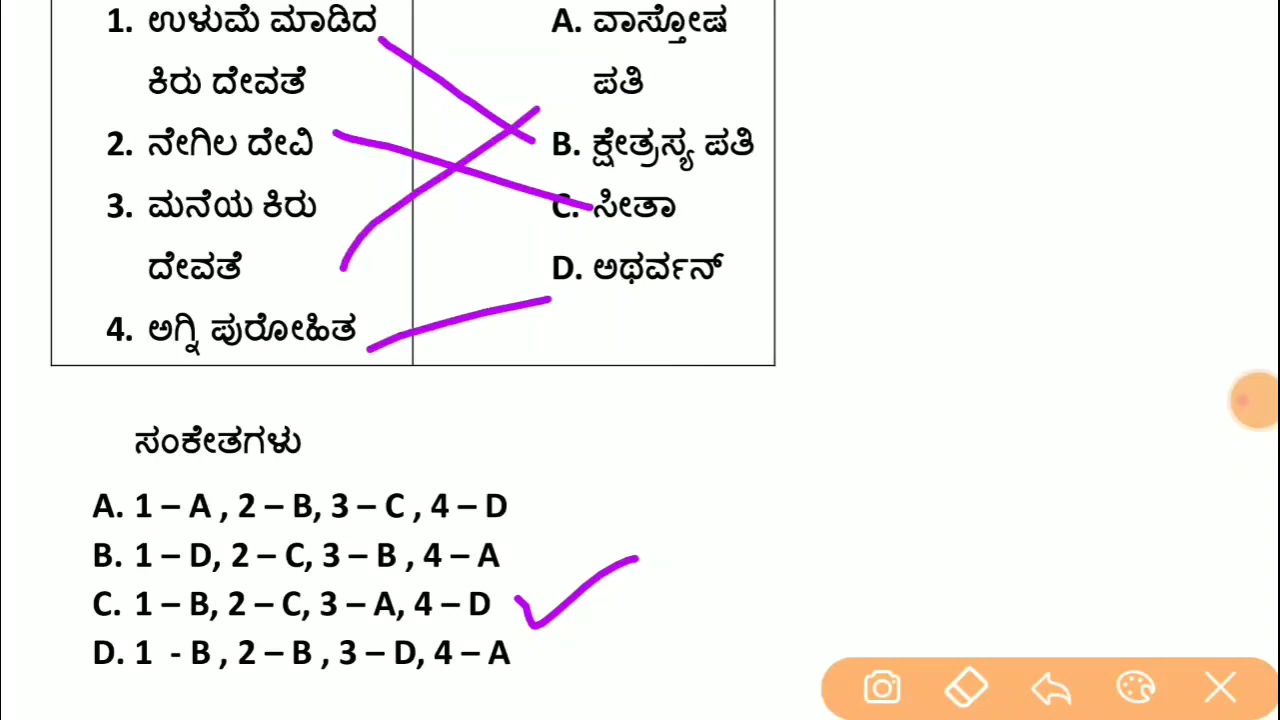 1. ಉಳುಮೆ ಮಾಡಿದ A. ವಾಸ್ತೋಷ
ಕಿರು ದೇವತೆ ಪತಿ
2. ನೇಗಿಲ ದೇವಿ B. ಕ್ಷೇತ್ರಸ್ಯ ಪತಿ
3. ಮನೆಯ ಕಿರು C. ಸೀತಾ
ದೇವತೆ D. ಅಥರ್ವನ್
4. ಅಗ್ನಿ ಪುರೋಹಿತ
ಸಂಕೇತಗಳು
A. 1 – A , 2 – B, 3 – C , 4 – D
B. 1 – D, 2 – C, 3 – B , 4 – A
C. 1 – B, 2 – C, 3 – A, 4 – D
D. 1 - B , 2 – B , 3 – D, 4 – A